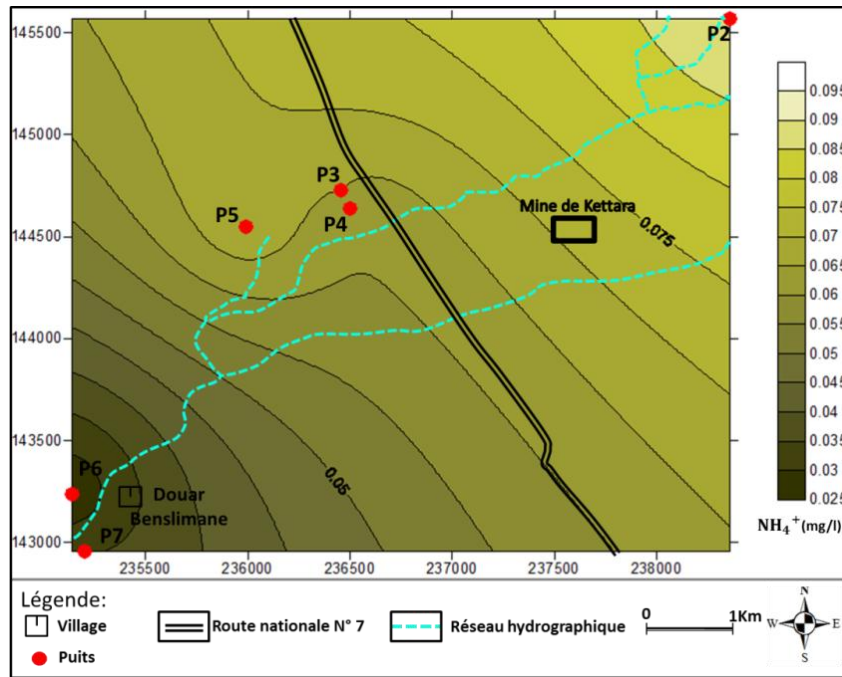 145500
145000
144500
144000
143500
143000
235500
236000
236500
237000
237500
238000
P2
P3
P4
P5
Mine de Kettara
0.075
0.05
P6
Douar
Benslimane
P7
0.095
0.09
0.085
0.08
0.075
0.07
0.065
0.06
0.055
0.05
0.045
0.04
0.035
0.03
0.025
NH₄⁺(mg/l)
Légende:
Village
Route nationale N° 7
Réseau hydrographique
Puits
0 1Km
N
W E
S